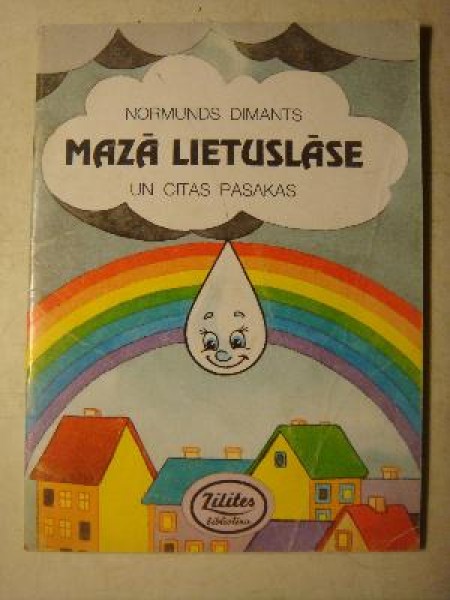 NORMUNDS DIMANTS
MAZĀ LIETUSLĀSE
UN CITAS PASAKAS
Zīlītes
bibliotēka